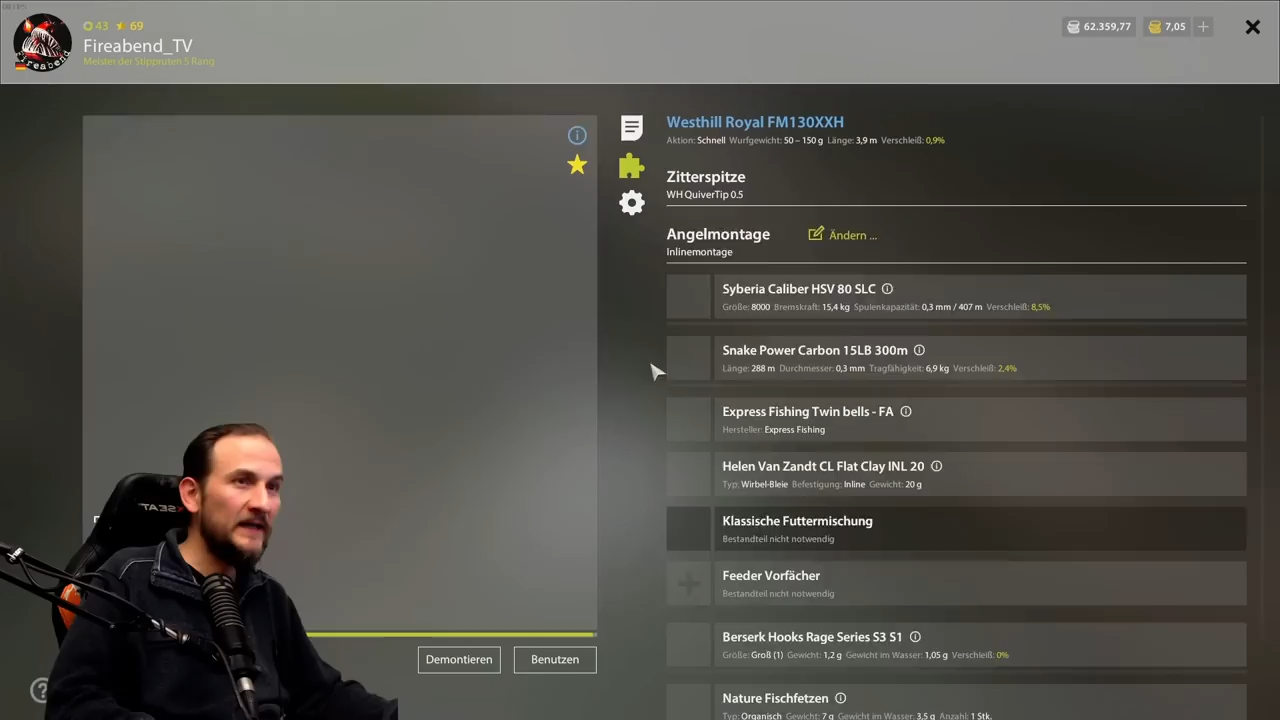 43 69
Fireabend_TV
Meister der Stippruten 5 Rang
62.359,77
7,05
Westhill Royal FM130XXH
Aktion: Schnell Wurfgewicht: 50 – 150 g Länge: 3,9 m Verschleiß: 0,9%
Zitterspitze
WH QuiverTip 0.5
Angelmontage
Ändern ...
Inlinemontage
Syberia Caliber HSV 80 SLC
Größe: 8000 Bremskraft: 15,4 kg Spulenkapazität: 0,3 mm / 407 m Verschleiß: 8,5%
Snake Power Carbon 15LB 300m
Länge: 288 m Durchmesser: 0,3 mm Tragfähigkeit: 6,9 kg Verschleiß: 2,4%
Express Fishing Twin bells - FA
Hersteller: Express Fishing
Helen Van Zandt CL Flat Clay INL 20
Typ: Wirbel-Bleie Befestigung: Inline Gewicht: 20 g
Klassische Futtermischung
Bestandteil nicht notwendig
Feeder Vorfächer
Bestandteil nicht notwendig
Berserk Hooks Rage Series S3 S1
Größe: Groß (1) Gewicht: 1,2 g Gewicht im Wasser: 1,05 g Verschleiß: 0%
Nature Fischfetzen
Typ: Organisch Gewicht: 7 g Gewicht im Wasser: 3,5 g Anzahl: 1 Stk.
Demontieren
Benutzen